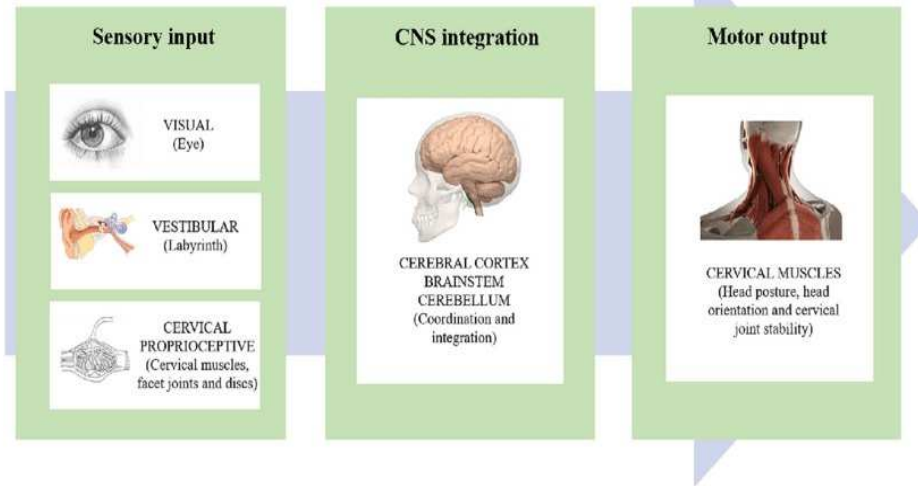 Sensory input
VISUAL
(Eye)
VESTIBULAR
(Labyrinth)
CERVICAL
PROPRIOCEPTIVE
(Cervical muscles,
facet joints and discs)
CNS integration
CEREBRAL CORTEX
BRAINSTEM
CEREBELLUM
(Coordination and
integration)
Motor output
CERVICAL MUSCLES
(Head posture, head
orientation and cervical
joint stability)